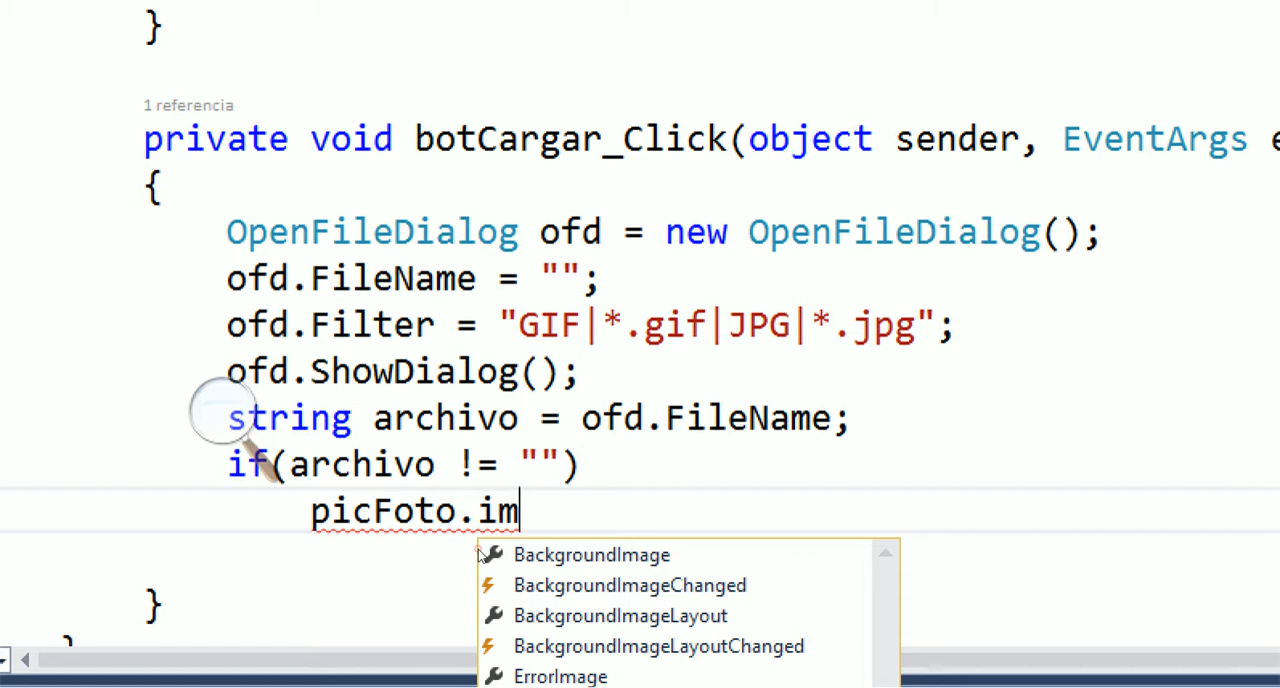 }
1 referencia
private void botCargar_Click(object sender, EventArgs e
{
OpenFileDialog ofd = new OpenFileDialog();
ofd.FileName = "";
ofd.Filter = "GIF|*.gif|JPG|*.jpg";
ofd.ShowDialog();
string archivo = ofd.FileName;
if(archivo != "")
picFoto.im
BackgroundImage
BackgroundImageChanged
BackgroundImageLayout
BackgroundImageLayoutChanged
ErrorImage
}
}